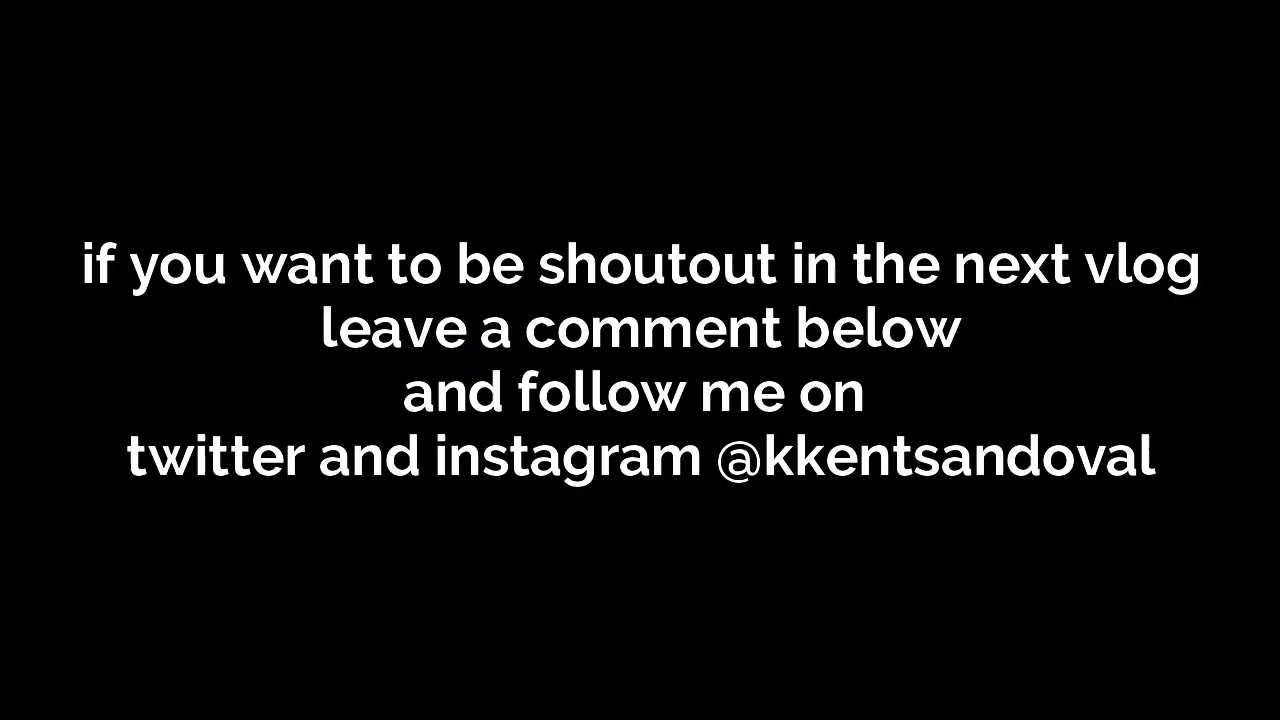 if you want to be shoutout in the next vlog
leave a comment below
and follow me on
twitter and instagram @kkentsandoval